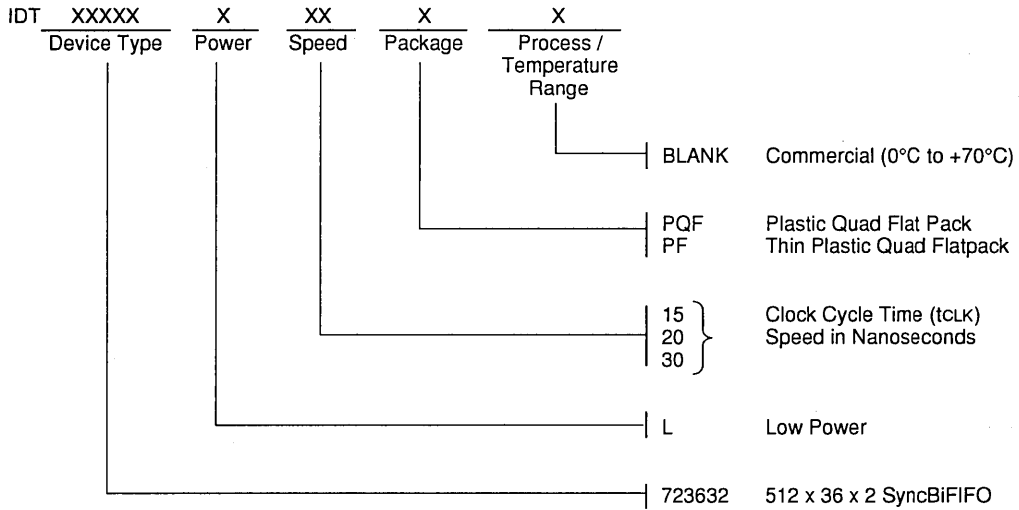 IDT XXXXX X XX X X
Device Type Power Speed Package Process /
Temperature
Range
BLANK Commercial (0°C to +70°C)
PQF Plastic Quad Flat Pack
PF Thin Plastic Quad Flatpack
15 Clock Cycle Time (tCLK)
20 Speed in Nanoseconds
30
L Low Power
723632 512 x 36 x 2 SyncBiFIFO